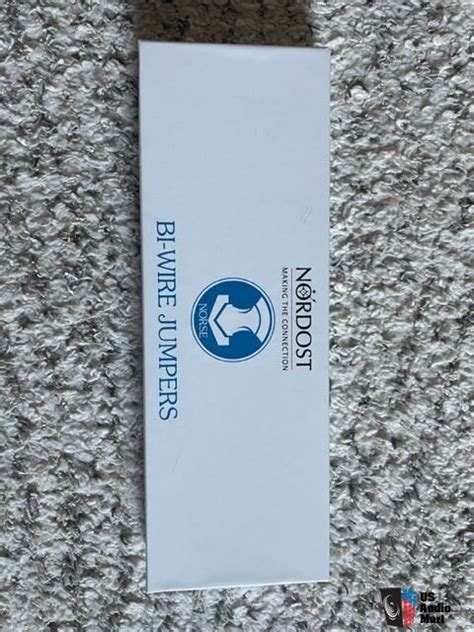 NORDOST
MAKING THE CONNECTION
NORSE
BI-WIRE JUMPERS
US
Audio
Mart